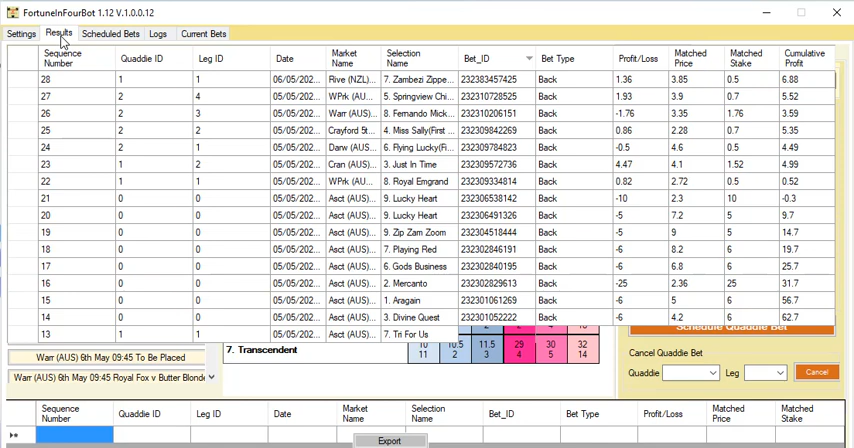 FortuneInFourBot 1.12 V.1.0.0.12
Settings Results Scheduled Bets Logs Current Bets
Sequence Number Quaddie ID Leg ID Date Market Name Selection Name Bet_ID Bet Type Profit/Loss Matched Price Matched Stake Cumulative Profit
28 1 1 06/05/202... Rive (NZL)... 7. Zambezi Zippe... 232383457425 Back 1.36 3.85 0.5 6.88
27 2 4 05/05/202... WPrk (AU... 5. Springview Chi... 232310728525 Back 1.93 3.9 0.7 5.52
26 2 3 05/05/202... Warr (AUS)... 8. Fernando Mick... 232310206151 Back -1.76 3.35 1.76 3.59
25 2 2 05/05/202... Crayford 5t... 4. Miss Sally(First ... 232309842269 Back 0.86 2.28 0.7 5.35
24 2 1 05/05/202... Darw (AUS... 6. Flying Lucky(Fi... 232309784823 Back -0.5 4.6 0.5 4.49
23 1 2 05/05/202... Cran (AUS)... 3. Just In Time 232309572736 Back 4.47 4.1 1.52 4.99
22 1 1 05/05/202... WPrk (AU... 8. Royal Emgrand 232309334814 Back 0.82 2.72 0.5 0.52
21 0 0 05/05/202... Asct (AUS)... 9. Lucky Heart 232306538142 Back -10 2.3 10 -0.3
20 0 0 05/05/202... Asct (AUS)... 9. Lucky Heart 232306491326 Back -5 7.2 5 9.7
19 0 0 05/05/202... Asct (AUS)... 9. Zip Zam Zoom 232304518444 Back -5 9 5 14.7
18 0 0 05/05/202... Asct (AUS)... 7. Playing Red 232302846191 Back -6 8.2 6 19.7
17 0 0 05/05/202... Asct (AUS)... 6. Gods Business 232302840195 Back -6 6.8 6 25.7
16 0 0 05/05/202... Asct (AUS)... 2. Mercanto 232302829613 Back -25 2.36 25 31.7
15 0 0 05/05/202... Asct (AUS)... 1. Aragain 232301061269 Back -6 5 6 56.7
14 0 0 05/05/202... Asct (AUS)... 3. Divine Quest 232301052222 Back -6 4.2 6 62.7
13 1 1 05/05/202... Asct (AUS)... 7. Tri For Us
Schedule Quaddie Bet
Warr (AUS) 6th May 09:45 To Be Placed
7. Transcendent
10 10.5 11.5 29 30 32
11 2 3 4 5 14
Cancel Quaddie Bet
Warr (AUS) 6th May 09:45 Royal Fox v Butter Blonde
Quaddie Leg Cancel
Sequence Number Quaddie ID Leg ID Date Market Name Selection Name Bet_ID Bet Type Profit/Loss Matched Price Matched Stake
Export